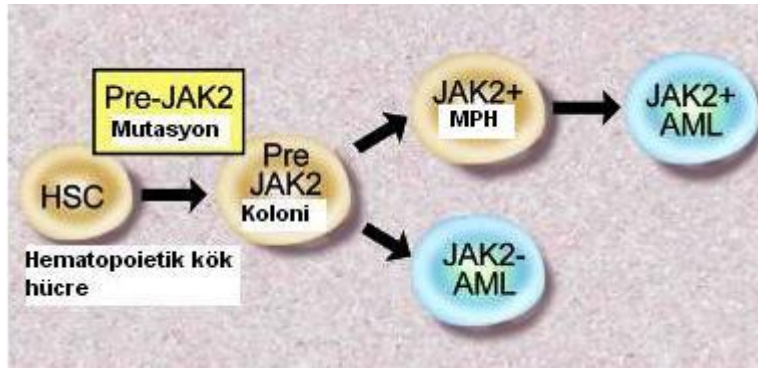 Pre-JAK2
Mutasyon
HSC
Hematopoietik kök
hücre
Pre
JAK2
Koloni
JAK2+
MPH
JAK2+
AML
JAK2-
AML